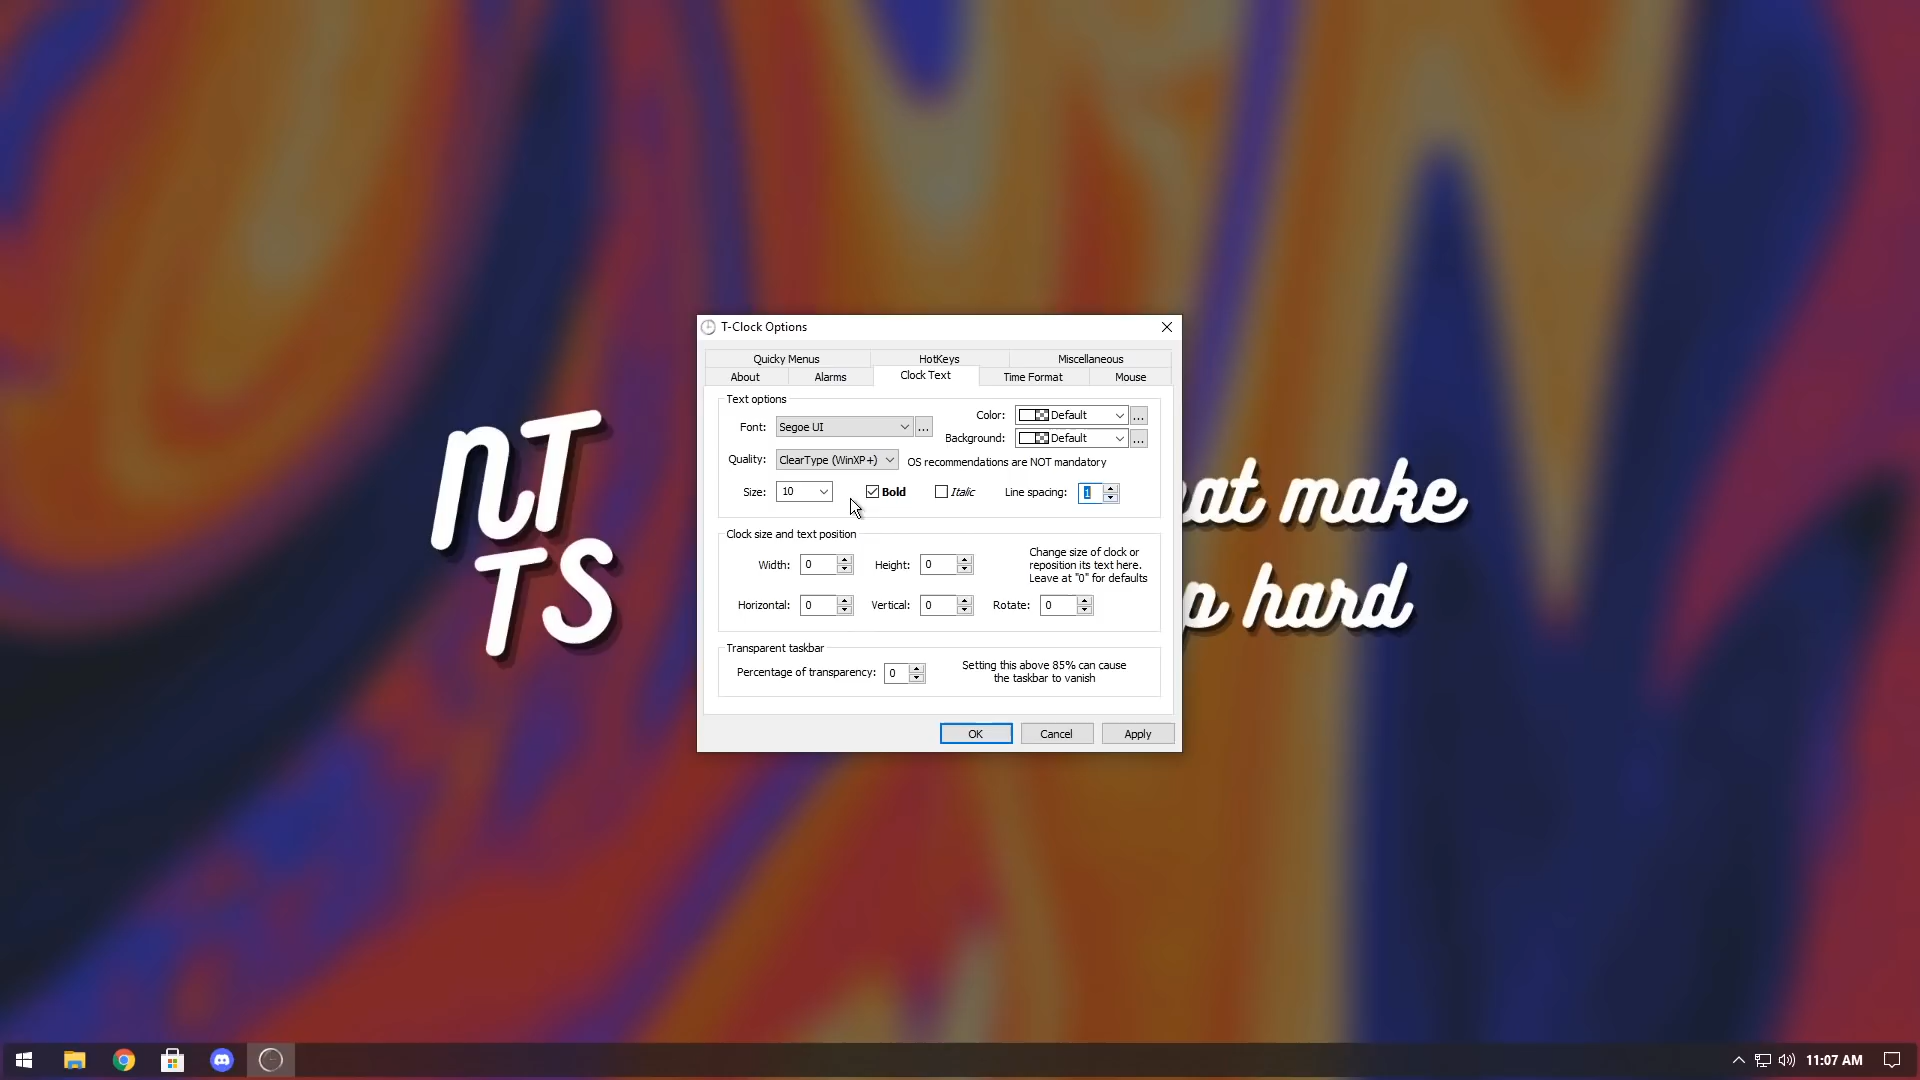 NT
TS
hat make
p hard
T-Clock Options
Quicky Menus HotKeys Miscellaneous
About Alarms Clock Text Time Format Mouse
Text options
Font: Segoe UI ... Color: Default ...
Background: Default ...
Quality: ClearType (WinXP+) OS recommendations are NOT mandatory
Size: 10 Bold Italic Line spacing: 1
Clock size and text position
Width: 0 Height: 0
Change size of clock or
reposition its text here.
Leave at "0" for defaults
Horizontal: 0 Vertical: 0 Rotate: 0
Transparent taskbar
Percentage of transparency: 0
Setting this above 85% can cause
the taskbar to vanish
OK Cancel Apply
11:07 AM